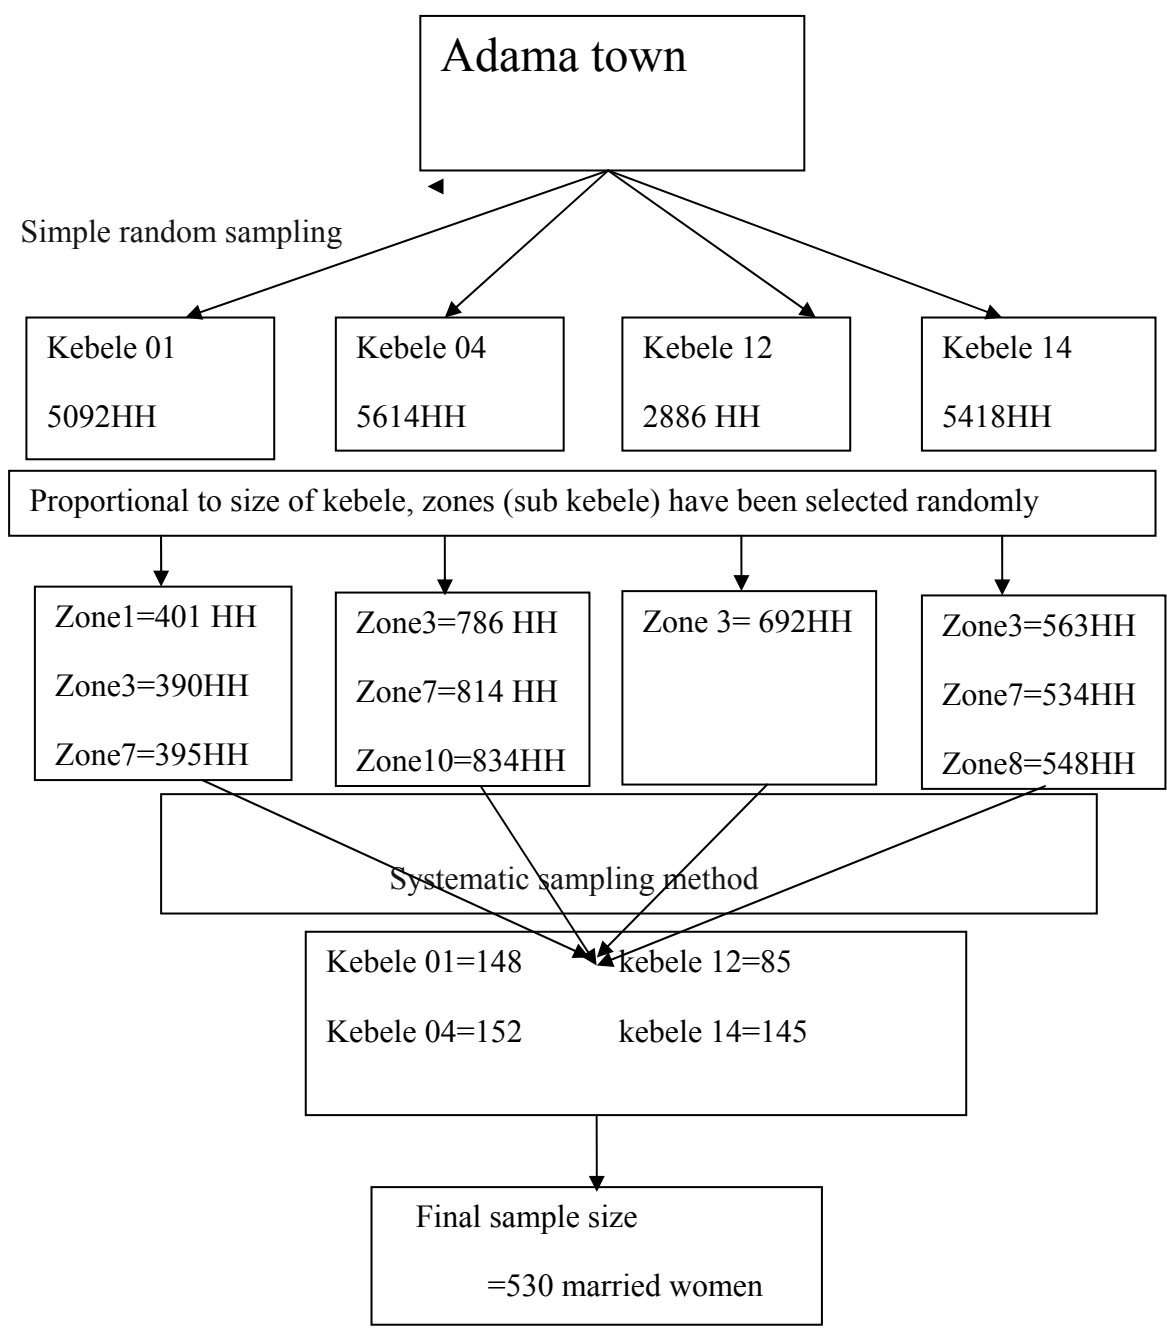 Adama town
Simple random sampling
Kebele 01
5092HH
Kebele 04
5614HH
Kebele 12
2886 HH
Kebele 14
5418HH
Proportional to size of kebele, zones (sub kebele) have been selected randomly
Zone1=401 HH
Zone3=390HH
Zone7=395HH
Zone3=786 HH
Zone7=814 HH
Zone10=834HH
Zone 3= 692HH
Zone3=563HH
Zone7=534HH
Zone8=548HH
Systematic sampling method
Kebele 01=148 kebele 12=85
Kebele 04=152 kebele 14=145
Final sample size
=530 married women